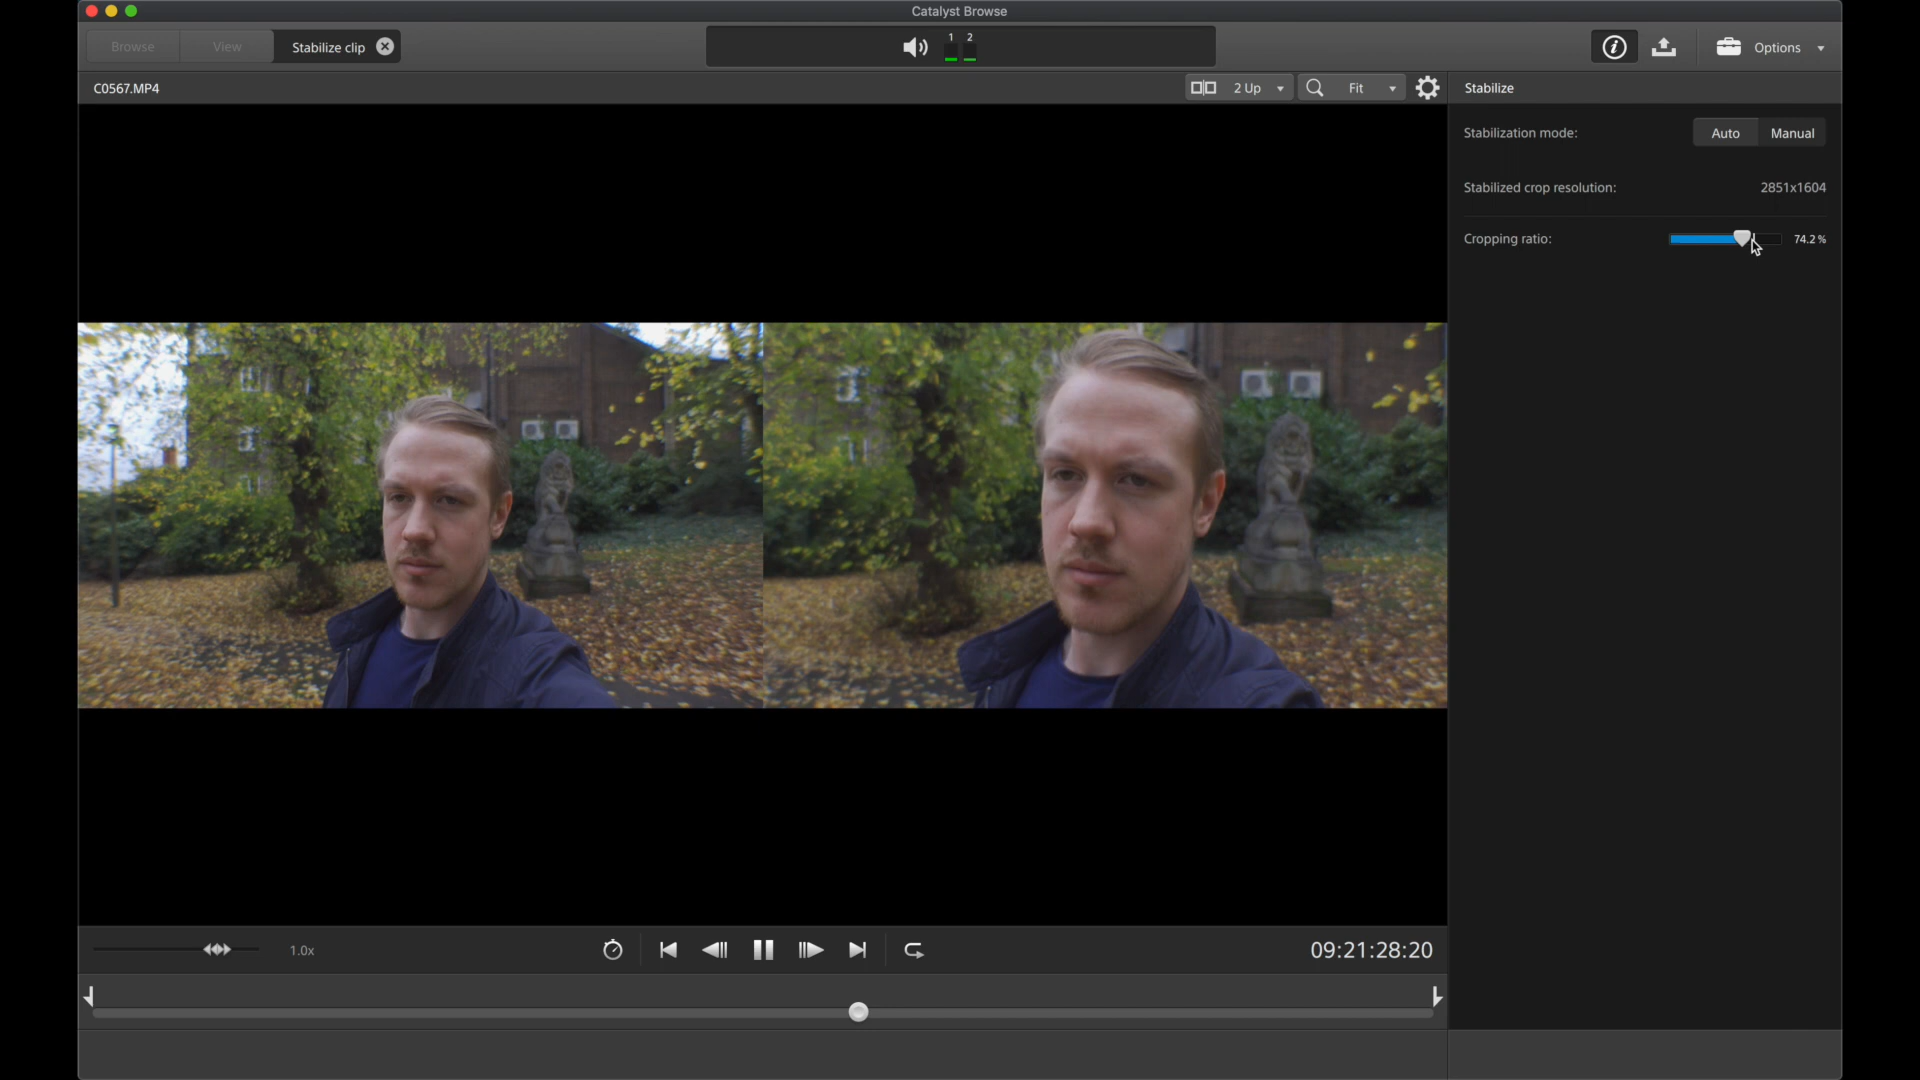 Catalyst Browse
Browse
View
Stabilize clip
1 2
Options
C0567.MP4
2 Up
Fit
Stabilize
Stabilization mode:
Auto
Manual
Stabilized crop resolution:
2851x1604
Cropping ratio:
74.2 %
1.0x
09:21:28:20